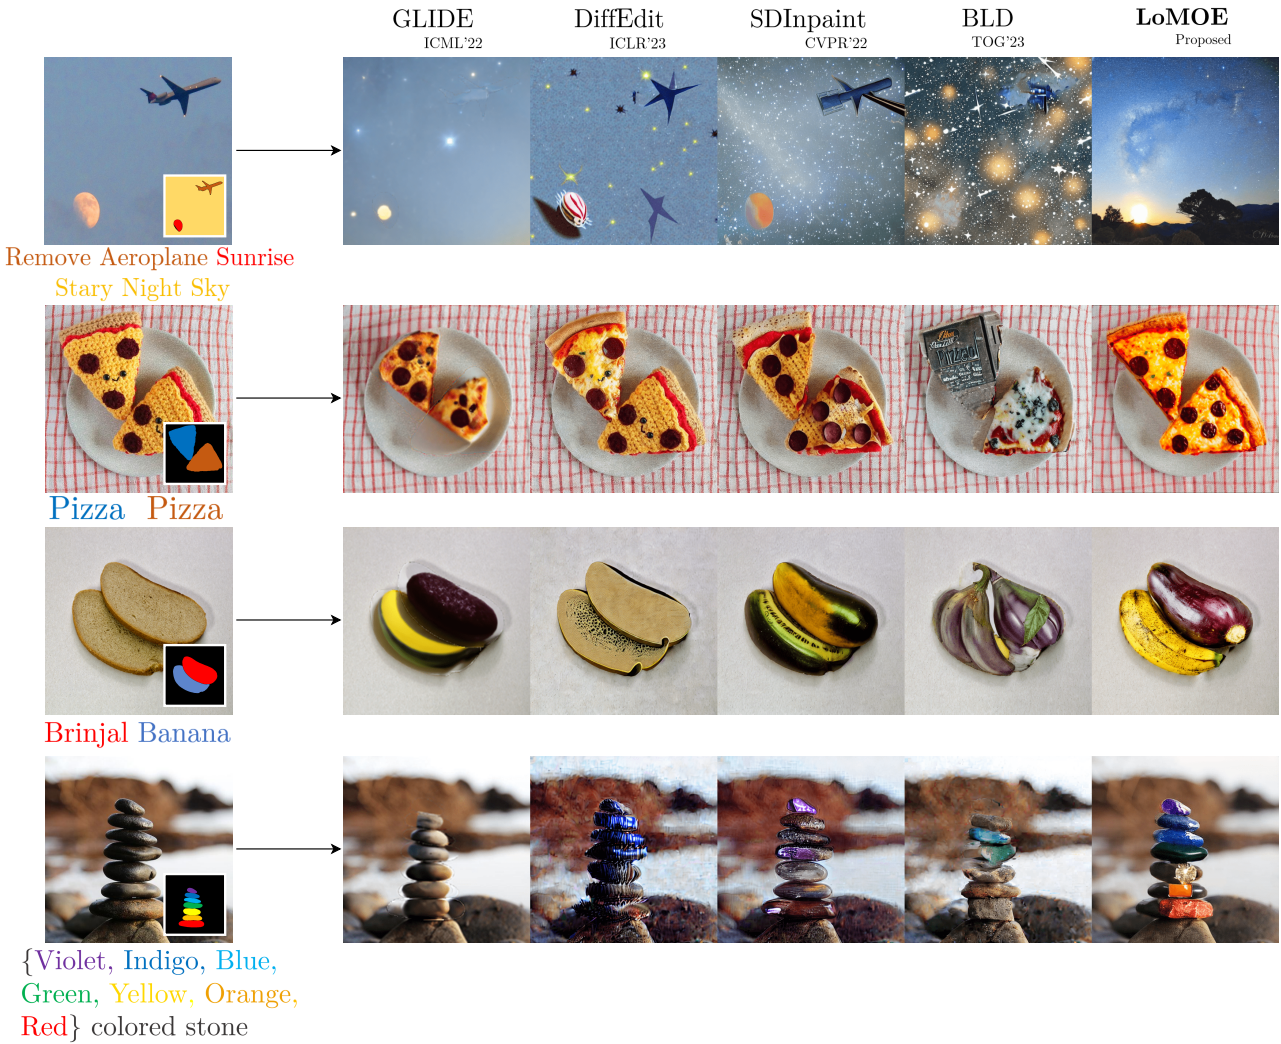 GLIDE DiffEdit SDInpaint BLD LoMOE
ICML'22 ICLR'23 CVPR'22 TOG'23 Proposed
Remove Aeroplane Sunrise
Stary Night Sky
Pizza Pizza
Brinjal Banana
{Violet, Indigo, Blue,
Green, Yellow, Orange,
Red} colored stone